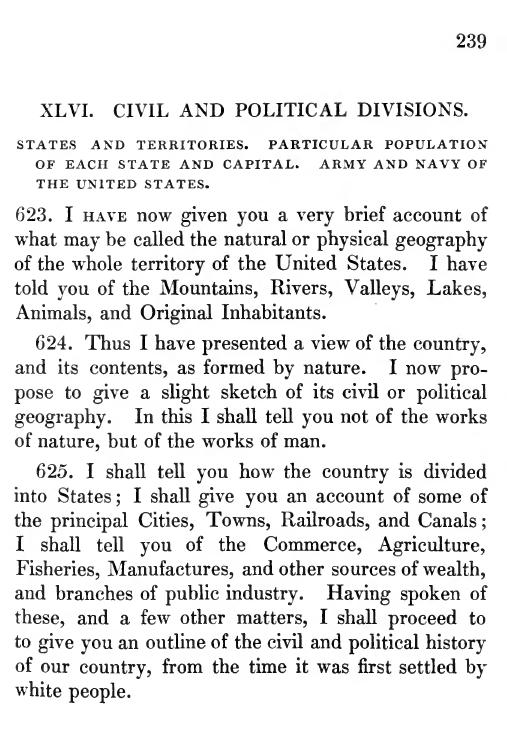 239
XLVI. CIVIL AND POLITICAL DIVISIONS.
STATES AND TERRITORIES. PARTICULAR POPULATION
OF EACH STATE AND CAPITAL. ARMY AND NAVY OF
THE UNITED STATES.
623. I HAVE now given you a very brief account of
what may be called the natural or physical geography
of the whole territory of the United States. I have
told you of the Mountains, Rivers, Valleys, Lakes,
Animals, and Original Inhabitants.
624. Thus I have presented a view of the country,
and its contents, as formed by nature. I now pro-
pose to give a slight sketch of its civil or political
geography. In this I shall tell you not of the works
of nature, but of the works of man.
625. I shall tell you how the country is divided
into States; I shall give you an account of some of
the principal Cities, Towns, Railroads, and Canals;
I shall tell you of the Commerce, Agriculture,
Fisheries, Manufactures, and other sources of wealth,
and branches of public industry. Having spoken of
these, and a few other matters, I shall proceed to
to give you an outline of the civil and political history
of our country, from the time it was first settled by
white people.